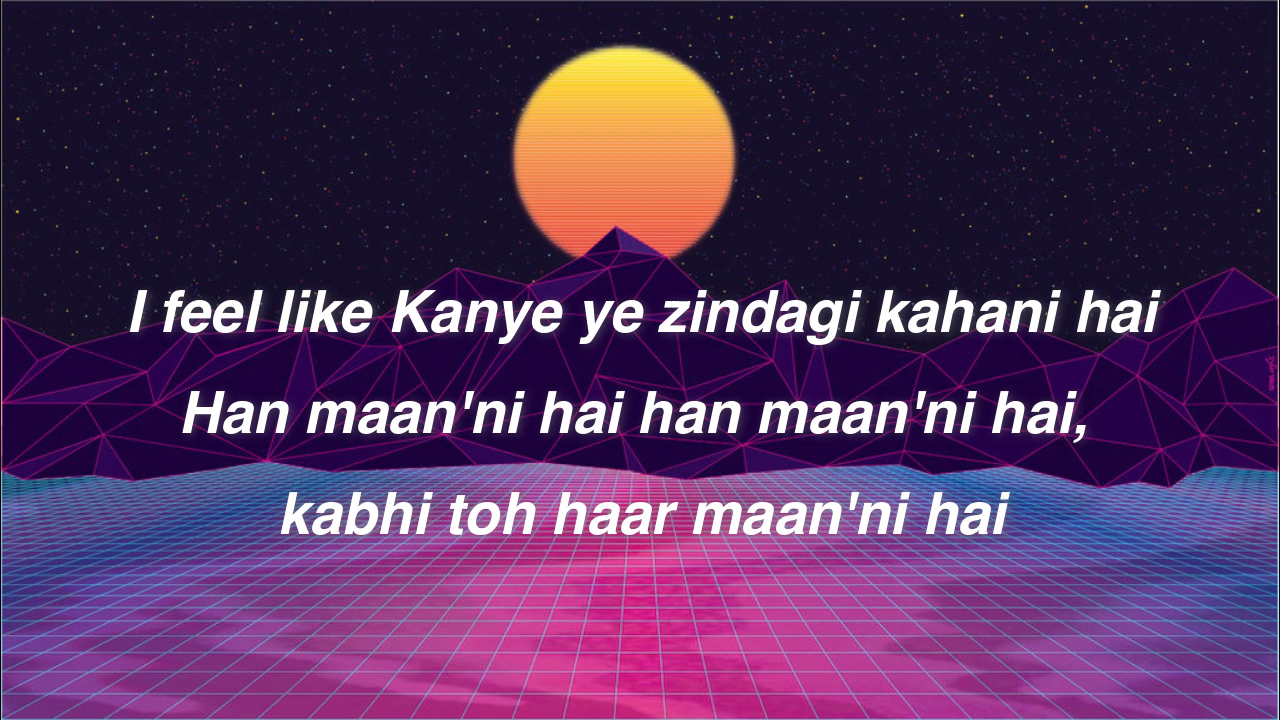 I feel like Kanye ye zindagi kahani hai
Han maan'ni hai han maan'ni hai,
kabhi toh haar maan'ni hai